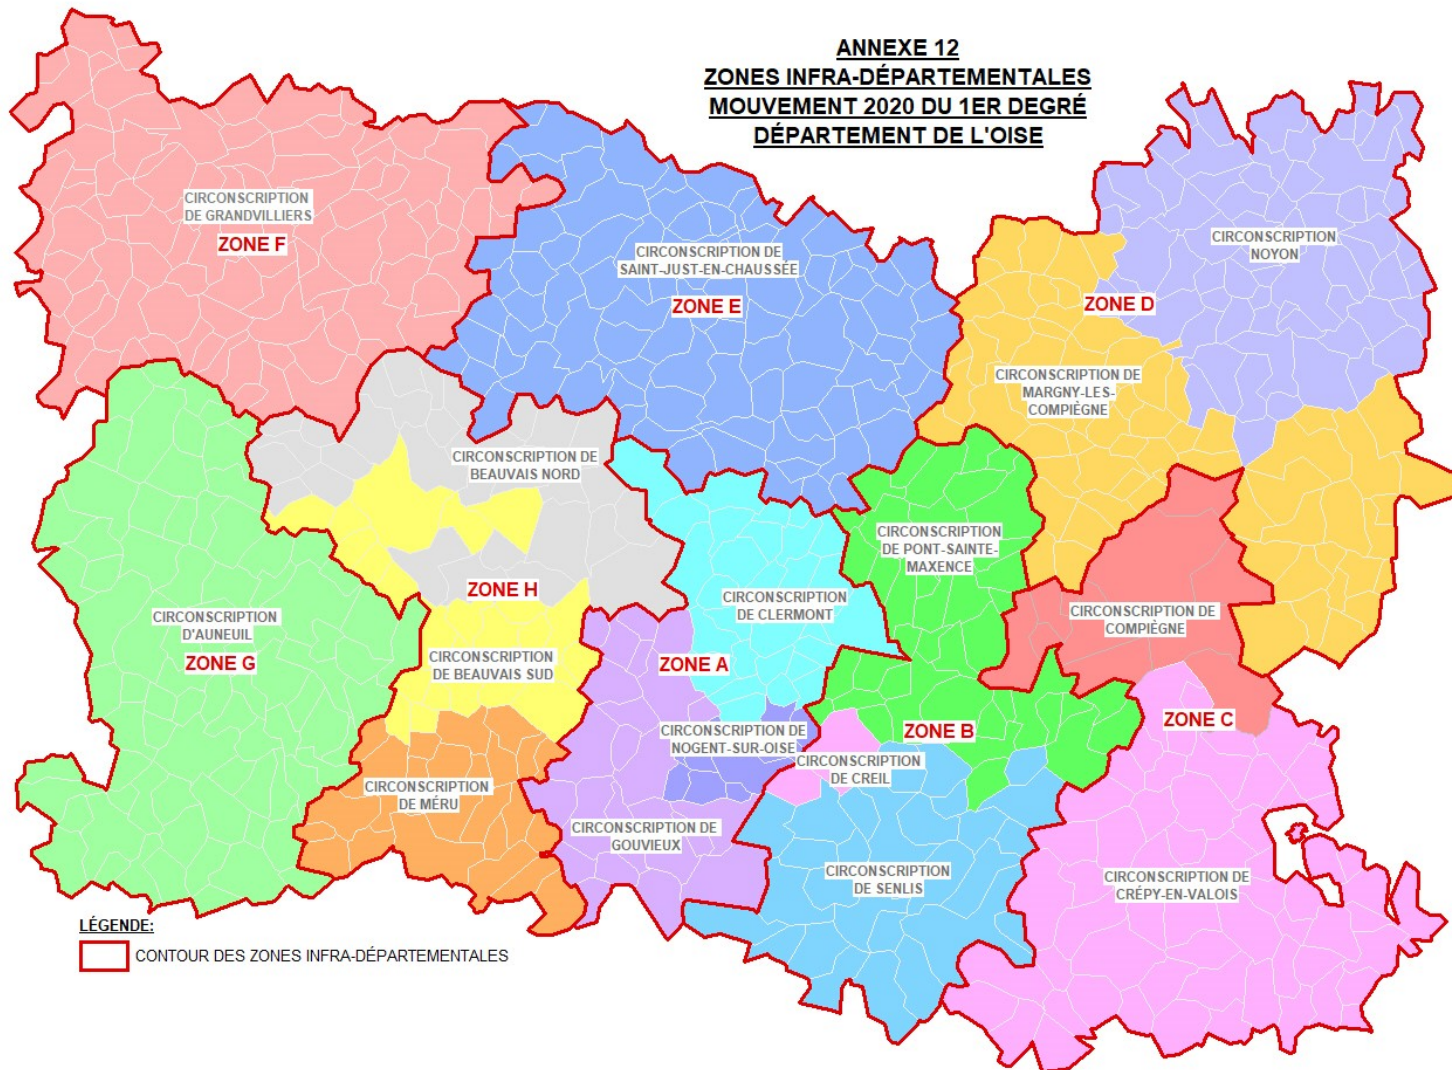 ANNEXE 12
ZONES INFRA-DÉPARTEMENTALES
MOUVEMENT 2020 DU 1ER DEGRÉ
DÉPARTEMENT DE L'OISE
CIRCONSCRIPTION
DE GRANDVILLIERS
ZONE F
CIRCONSCRIPTION DE
SAINT-JUST-EN-CHAUSSÉE
ZONE E
CIRCONSCRIPTION
NOYON
ZONE D
CIRCONSCRIPTION DE
MARGNY-LES-
COMPIÈGNE
CIRCONSCRIPTION DE
BEAUVAIS NORD
CIRCONSCRIPTION
DE PONT-SAINTE-
MAXENCE
ZONE H
CIRCONSCRIPTION
DE CLERMONT
CIRCONSCRIPTION DE
COMPIÈGNE
CIRCONSCRIPTION
D'AUNEUIL
ZONE G
CIRCONSCRIPTION
DE BEAUVAIS SUD
ZONE A
ZONE C
CIRCONSCRIPTION DE
NOGENT-SUR-OISE
ZONE B
CIRCONSCRIPTION
DE CREIL
CIRCONSCRIPTION
DE MÉRU
CIRCONSCRIPTION DE
GOUVIEUX
CIRCONSCRIPTION
DE SENLIS
CIRCONSCRIPTION DE
CRÉPY-EN-VALOIS
LÉGENDE:
CONTOUR DES ZONES INFRA-DÉPARTEMENTALES